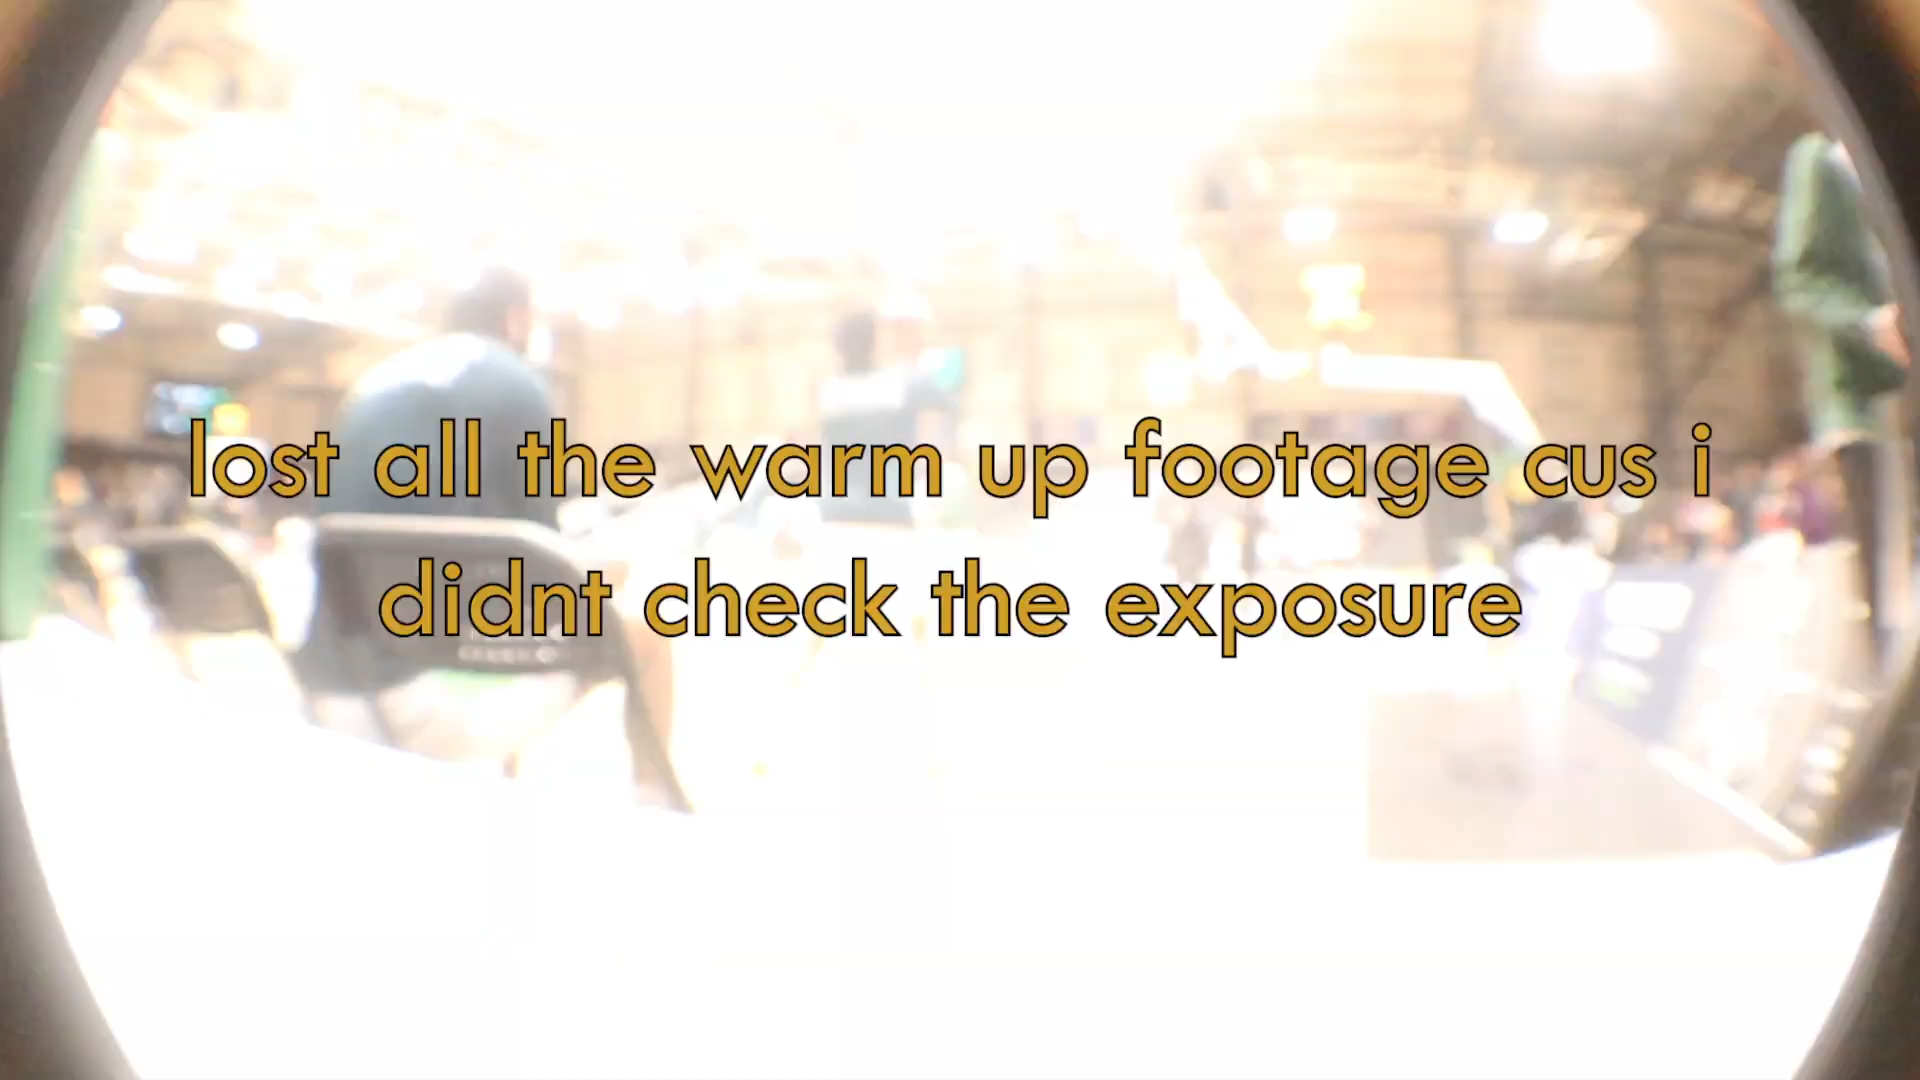 lost all the warm up footage cus i
didnt check the exposure